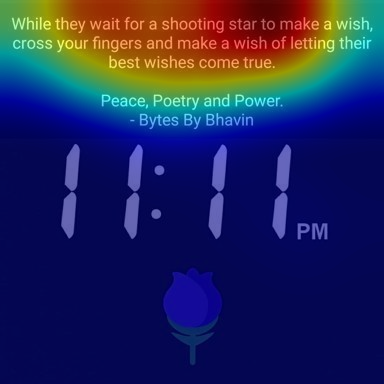 While they wait for a shooting star to make a wish,
cross your fingers and make a wish of letting their
best wishes come true.
Peace, Poetry and Power.
- Bytes By Bhavin
11:11 PM